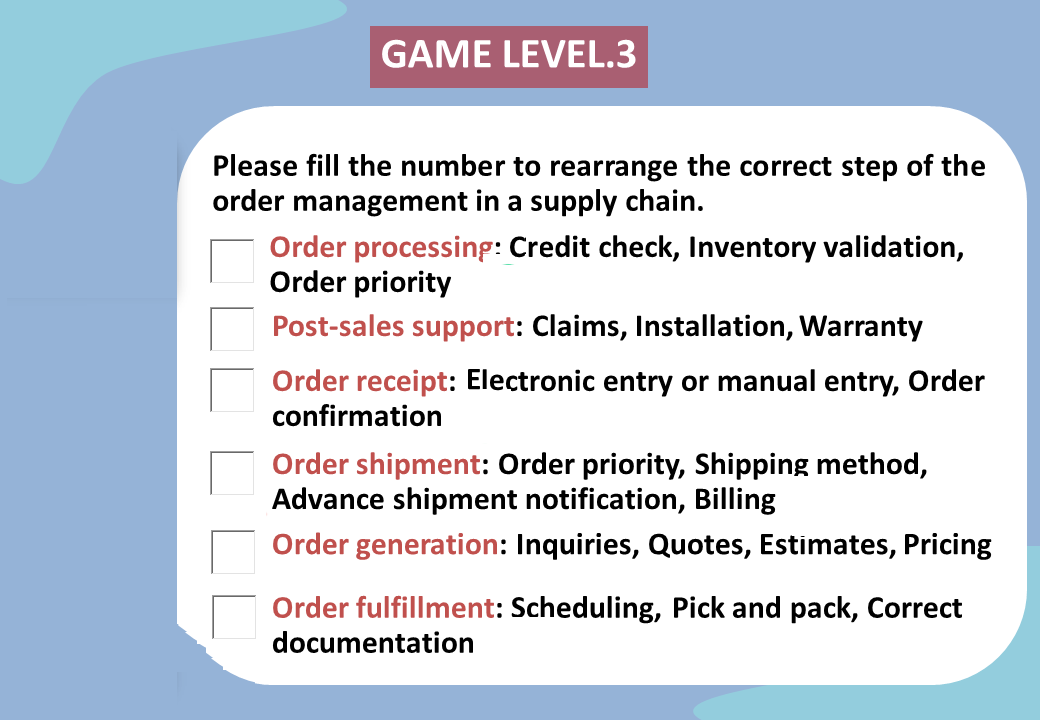 GAME LEVEL.3
Please fill the number to rearrange the correct step of the
order management in a supply chain.
Order processing: Credit check, Inventory validation,
Order priority
Post-sales support: Claims, Installation, Warranty
Order receipt: Electronic entry or manual entry, Order
confirmation
Order shipment: Order priority, Shipping method,
Advance shipment notification, Billing
Order generation: Inquiries, Quotes, Estimates, Pricing
Order fulfillment: Scheduling, Pick and pack, Correct
documentation